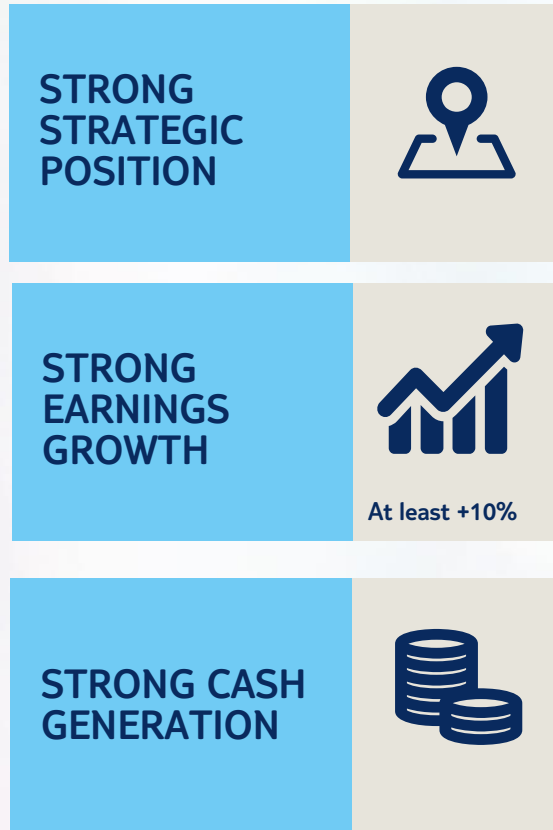 STRONG
STRATEGIC
POSITION
STRONG
EARNINGS
GROWTH
At least +10%
STRONG CASH
GENERATION